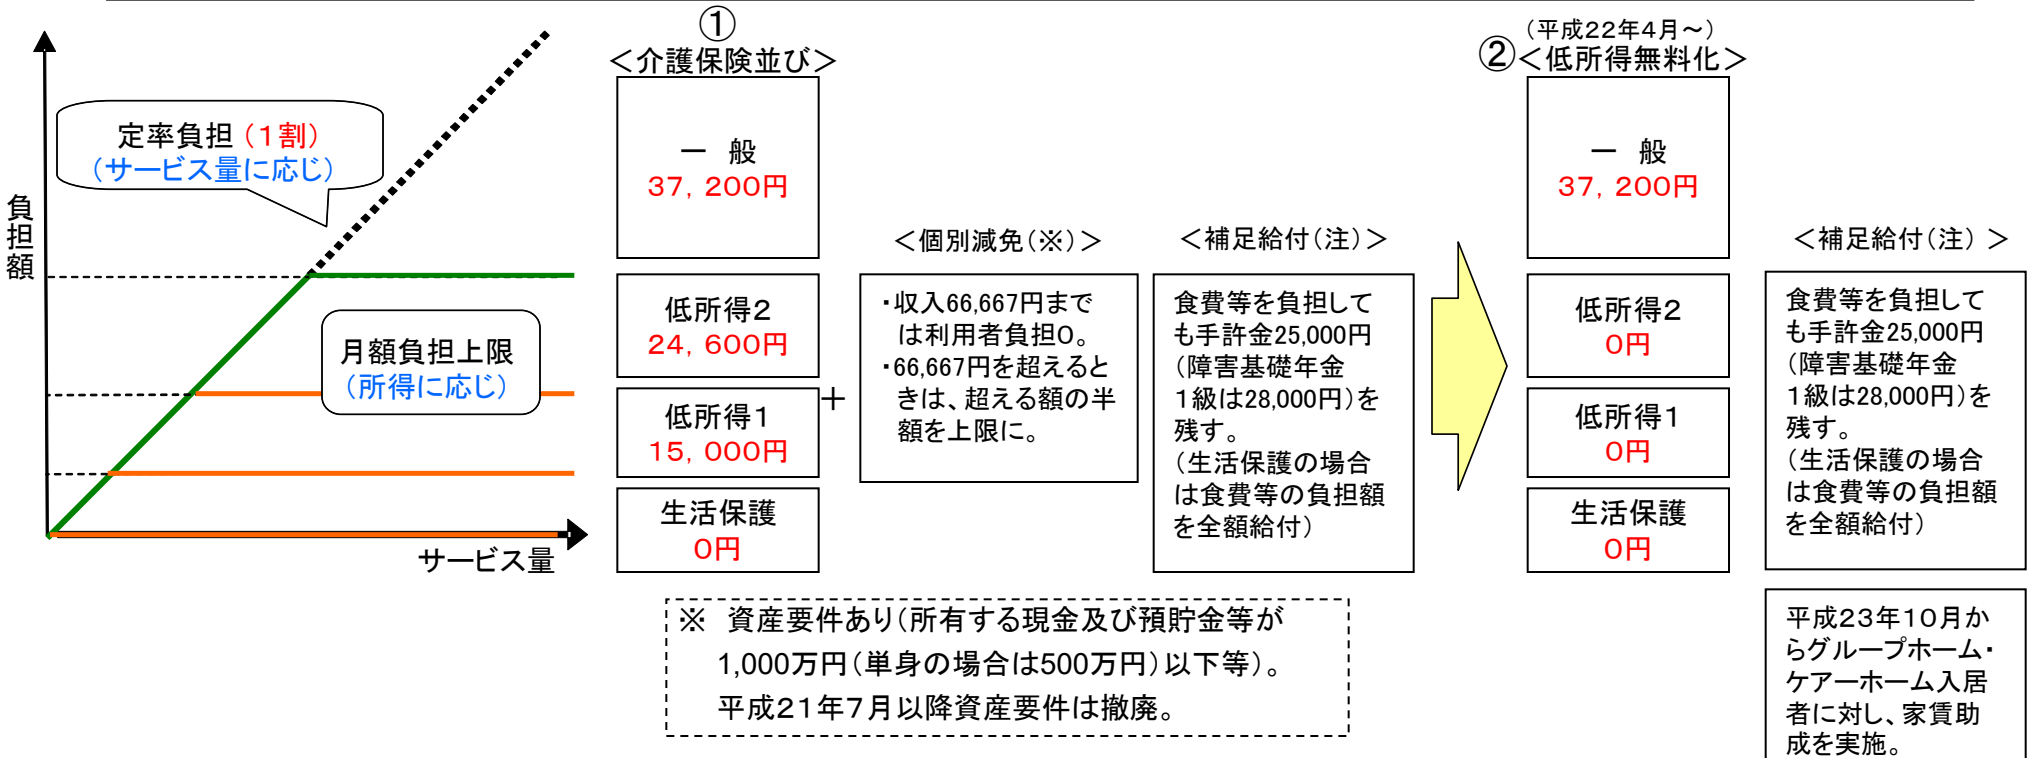 負担額
定率負担（１割）
（サービス量に応じ）
月額負担上限
（所得に応じ）
サービス量
①
＜介護保険並び＞
一 般
３７，２００円
低所得２
２４，６００円
低所得１
１５，０００円
生活保護
０円
＋
＜個別減免（※）＞
・収入66,667円まで
は利用者負担０。
・66,667円を超えると
きは、超える額の半
額を上限に。
＜補足給付（注）＞
食費等を負担して
も手許金25,000円
（障害基礎年金
１級は28,000円）を
残す。
（生活保護の場合
は食費等の負担額
を全額給付）
（平成２２年４月～）
②＜低所得無料化＞
一 般
３７，２００円
低所得２
０円
低所得１
０円
生活保護
０円
＜補足給付（注）＞
食費等を負担して
も手許金25,000円
（障害基礎年金
１級は28,000円）を
残す。
（生活保護の場合
は食費等の負担額
を全額給付）
平成２３年１０月か
らグループホーム・
ケアーホーム入居
者に対し、家賃助
成を実施。
※ 資産要件あり（所有する現金及び預貯金等が
1,000万円（単身の場合は500万円）以下等）。
平成２１年７月以降資産要件は撤廃。